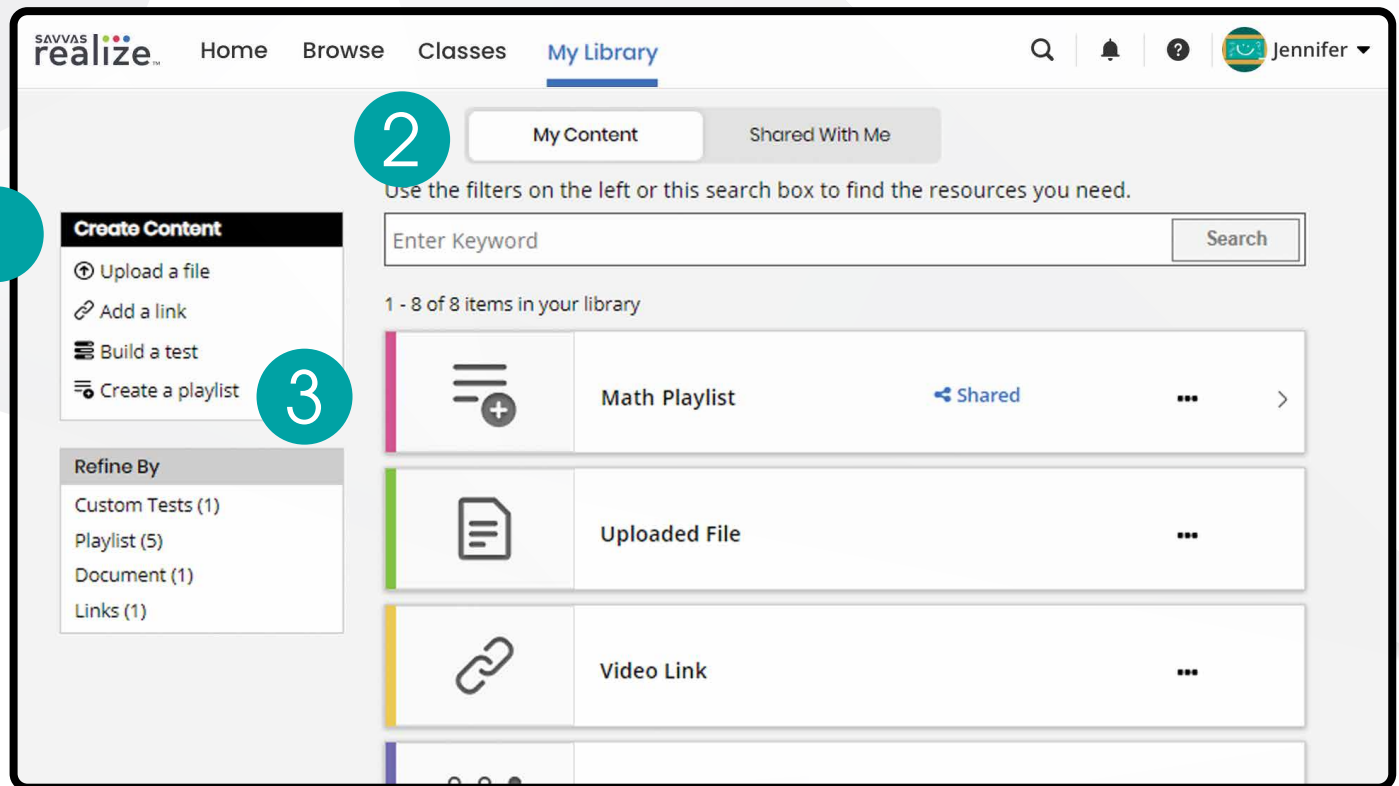 SAVVAS
realize™
Home Browse Classes My Library
Jennifer
2
My Content Shared With Me
Use the filters on the left or this search box to find the resources you need.
Create Content
Upload a file
Add a link
Build a test
Create a playlist
3
Refine By
Custom Tests (1)
Playlist (5)
Document (1)
Links (1)
Enter Keyword Search
1 - 8 of 8 items in your library
Math Playlist Shared
Uploaded File
Video Link